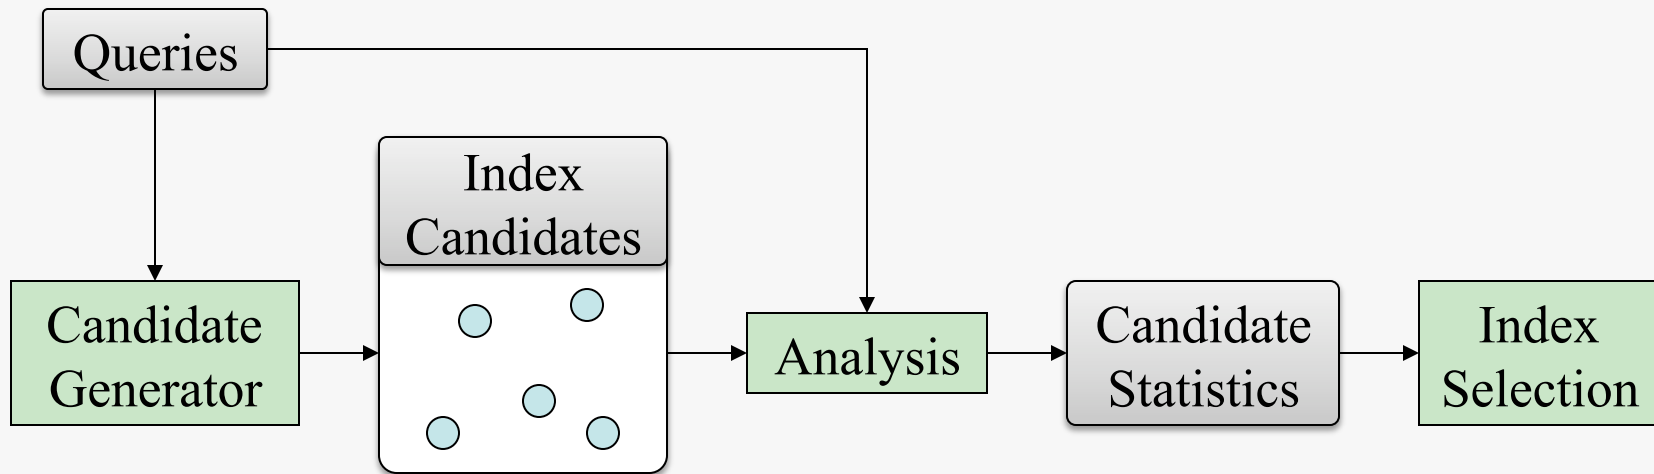 Queries
Index
Candidates
Candidate
Generator
Analysis
Candidate
Statistics
Index
Selection